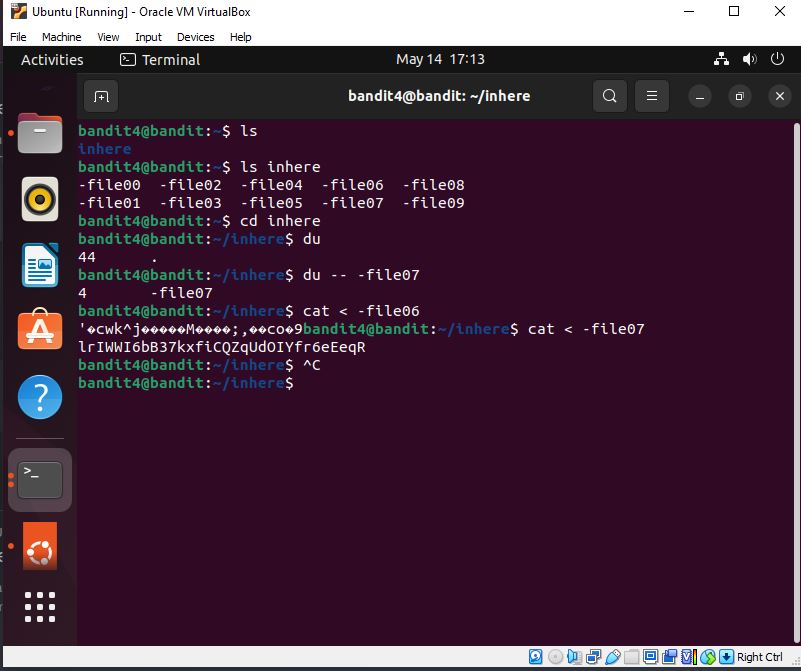 Ubuntu [Running] - Oracle VM VirtualBox
File Machine View Input Devices Help
Activities Terminal May 14 17:13
bandit4@bandit: ~/inhere
bandit4@bandit:~$ ls
inhere
bandit4@bandit:~$ ls inhere
-file00 -file02 -file04 -file06 -file08
-file01 -file03 -file05 -file07 -file09
bandit4@bandit:~$ cd inhere
bandit4@bandit:~/inhere$ du
44 .
bandit4@bandit:~/inhere$ du -- -file07
4 -file07
bandit4@bandit:~/inhere$ cat < -file06
'�cwk^j�����M����;,��co�9bandit4@bandit:~/inhere$ cat < -file07
lrIWWI6bB37kxfiCQZqUdOIYfr6eEeqR
bandit4@bandit:~/inhere$ ^C
bandit4@bandit:~/inhere$
Right Ctrl